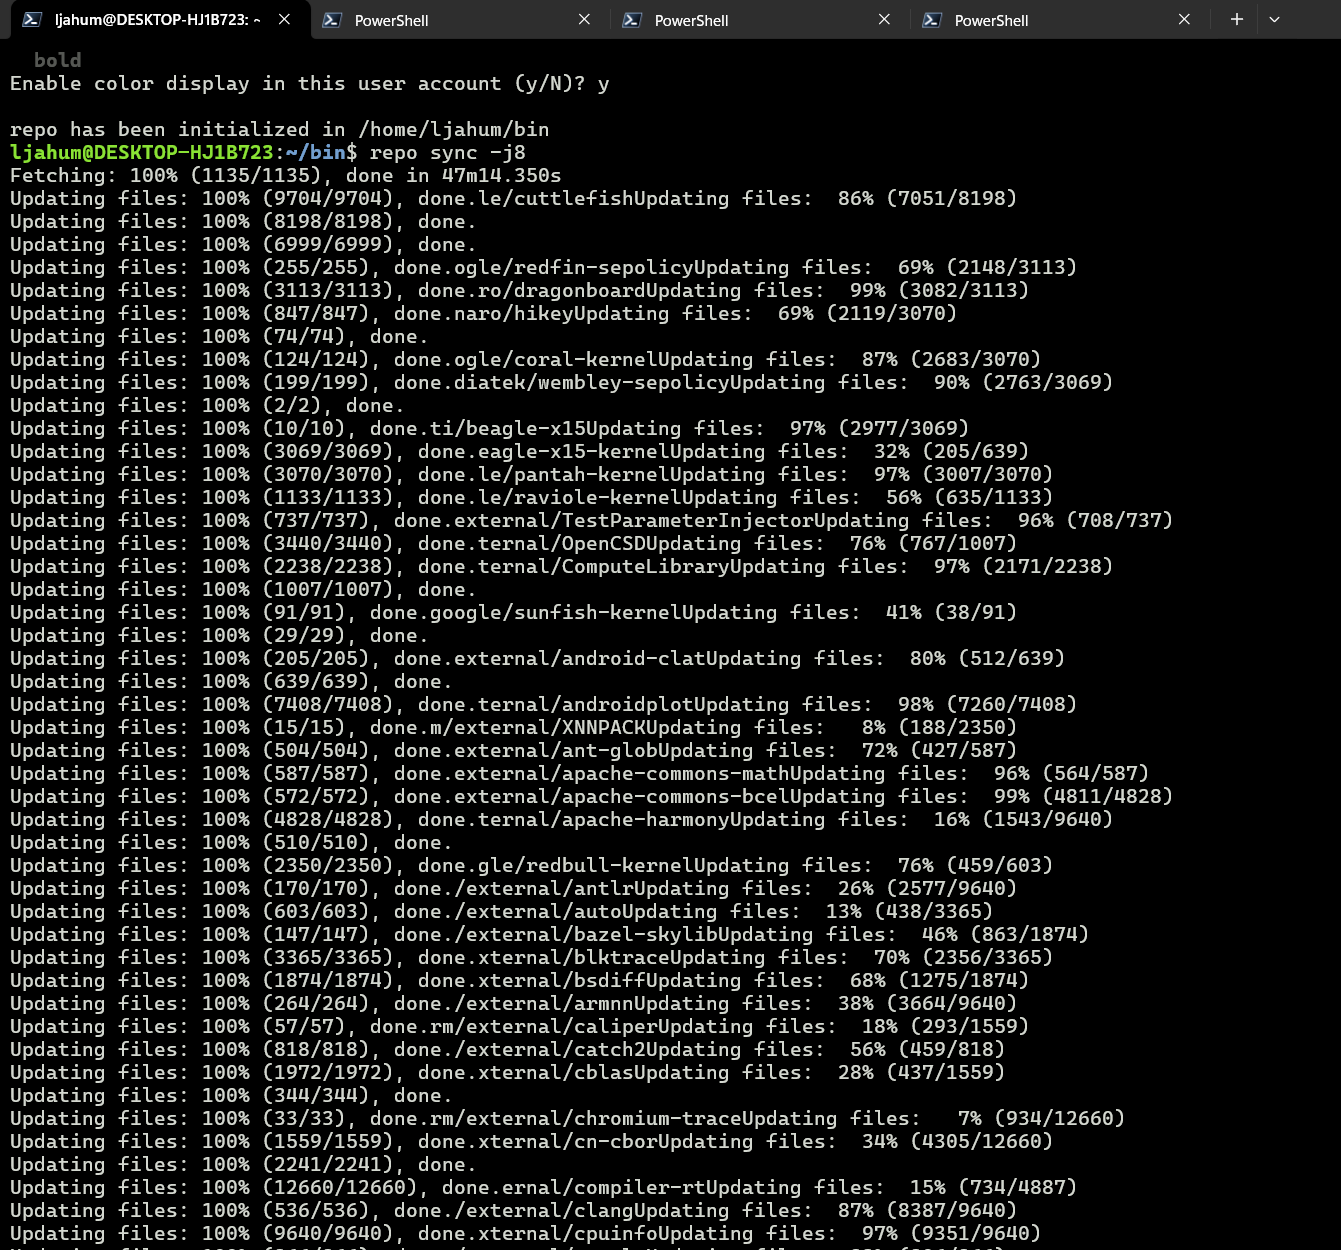 ljahum@DESKTOP-HJ1B723: ~
PowerShell
PowerShell
PowerShell
bold
Enable color display in this user account (y/N)? y
repo has been initialized in /home/ljahum/bin
ljahum@DESKTOP-HJ1B723:~/bin$ repo sync -j8
Fetching: 100% (1135/1135), done in 47m14.350s
Updating files: 100% (9704/9704), done.le/cuttlefishUpdating files:  86% (7051/8198)
Updating files: 100% (8198/8198), done.
Updating files: 100% (6999/6999), done.
Updating files: 100% (255/255), done.ogle/redfin-sepolicyUpdating files:  69% (2148/3113)
Updating files: 100% (3113/3113), done.ro/dragonboardUpdating files:  99% (3082/3113)
Updating files: 100% (847/847), done.naro/hikeyUpdating files:  69% (2119/3070)
Updating files: 100% (74/74), done.
Updating files: 100% (124/124), done.ogle/coral-kernelUpdating files:  87% (2683/3070)
Updating files: 100% (199/199), done.diatek/wembley-sepolicyUpdating files:  90% (2763/3069)
Updating files: 100% (2/2), done.
Updating files: 100% (10/10), done.ti/beagle-x15Updating files:  97% (2977/3069)
Updating files: 100% (3069/3069), done.eagle-x15-kernelUpdating files:  32% (205/639)
Updating files: 100% (3070/3070), done.le/pantah-kernelUpdating files:  97% (3007/3070)
Updating files: 100% (1133/1133), done.le/raviole-kernelUpdating files:  56% (635/1133)
Updating files: 100% (737/737), done.external/TestParameterInjectorUpdating files:  96% (708/737)
Updating files: 100% (3440/3440), done.ternal/OpenCSDUpdating files:  76% (767/1007)
Updating files: 100% (2238/2238), done.ternal/ComputeLibraryUpdating files:  97% (2171/2238)
Updating files: 100% (1007/1007), done.
Updating files: 100% (91/91), done.google/sunfish-kernelUpdating files:  41% (38/91)
Updating files: 100% (29/29), done.
Updating files: 100% (205/205), done.external/android-clatUpdating files:  80% (512/639)
Updating files: 100% (639/639), done.
Updating files: 100% (7408/7408), done.ternal/androidplotUpdating files:  98% (7260/7408)
Updating files: 100% (15/15), done.m/external/XNNPACKUpdating files:   8% (188/2350)
Updating files: 100% (504/504), done.external/ant-globUpdating files:  72% (427/587)
Updating files: 100% (587/587), done.external/apache-commons-mathUpdating files:  96% (564/587)
Updating files: 100% (572/572), done.external/apache-commons-bcelUpdating files:  99% (4811/4828)
Updating files: 100% (4828/4828), done.ternal/apache-harmonyUpdating files:  16% (1543/9640)
Updating files: 100% (510/510), done.
Updating files: 100% (2350/2350), done.gle/redbull-kernelUpdating files:  76% (459/603)
Updating files: 100% (170/170), done./external/antlrUpdating files:  26% (2577/9640)
Updating files: 100% (603/603), done./external/autoUpdating files:  13% (438/3365)
Updating files: 100% (147/147), done./external/bazel-skylibUpdating files:  46% (863/1874)
Updating files: 100% (3365/3365), done.xternal/blktraceUpdating files:  70% (2356/3365)
Updating files: 100% (1874/1874), done.xternal/bsdiffUpdating files:  68% (1275/1874)
Updating files: 100% (264/264), done./external/armnnUpdating files:  38% (3664/9640)
Updating files: 100% (57/57), done.rm/external/caliperUpdating files:  18% (293/1559)
Updating files: 100% (818/818), done./external/catch2Updating files:  56% (459/818)
Updating files: 100% (1972/1972), done.xternal/cblasUpdating files:  28% (437/1559)
Updating files: 100% (344/344), done.
Updating files: 100% (33/33), done.rm/external/chromium-traceUpdating files:   7% (934/12660)
Updating files: 100% (1559/1559), done.xternal/cn-cborUpdating files:  34% (4305/12660)
Updating files: 100% (2241/2241), done.
Updating files: 100% (12660/12660), done.ernal/compiler-rtUpdating files:  15% (734/4887)
Updating files: 100% (536/536), done./external/clangUpdating files:  87% (8387/9640)
Updating files: 100% (9640/9640), done.xternal/cpuinfoUpdating files:  97% (9351/9640)